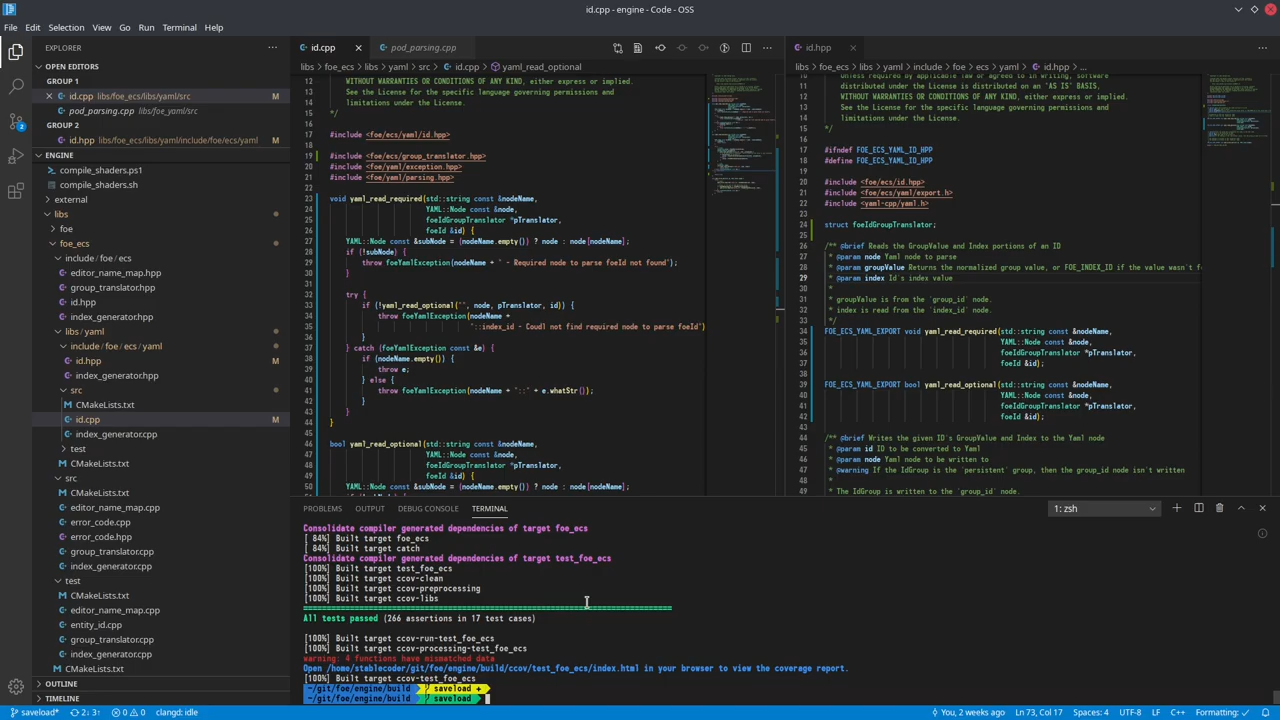 id.cpp - engine - Code - OSS
File Edit Selection View Go Run Terminal Help
EXPLORER
OPEN EDITORS
GROUP 1
id.cpp libs/foe_ecs/libs/yaml/src M
pod_parsing.cpp libs/foe_yaml/src
GROUP 2
id.hpp libs/foe_ecs/libs/yaml/include/foe/ecs/yaml M
ENGINE
compile_shaders.ps1
compile_shaders.sh
external
libs
foe
foe_ecs
include / foe / ecs
editor_name_map.hpp
group_translator.hpp
id.hpp
index_generator.hpp
libs / yaml
include / foe / ecs / yaml
id.hpp M
index_generator.hpp
src
CMakeLists.txt
id.cpp M
index_generator.cpp
test
CMakeLists.txt
src
CMakeLists.txt
editor_name_map.cpp
error_code.cpp
error_code.hpp
group_translator.cpp
index_generator.cpp
test
CMakeLists.txt
editor_name_map.cpp
entity_id.cpp
group_translator.cpp
index_generator.cpp
CMakeLists.txt
OUTLINE
TIMELINE
2
id.cpp pod_parsing.cpp
libs > foe_ecs > libs > yaml > src > id.cpp > yaml_read_optional
12 WITHOUT WARRANTIES OR CONDITIONS OF ANY KIND, either express or implied.
13 See the License for the specific language governing permissions and
14 limitations under the License.
15 */
16
17 #include <foe/ecs/yaml/id.hpp>
18
19 #include <foe/ecs/group_translator.hpp>
20 #include <foe/yaml/exception.hpp>
21 #include <foe/yaml/parsing.hpp>
22
23 void yaml_read_required(std::string const &nodeName,
24 YAML::Node const &node,
25 foeIdGroupTranslator *pTranslator,
26 foeId &id) {
27 YAML::Node const &subNode = (nodeName.empty()) ? node : node[nodeName];
28 if (!subNode) {
29 throw foeYamlException(nodeName + " - Required node to parse foeId not found");
30 }
31
32 try {
33 if (!yaml_read_optional("", node, pTranslator, id)) {
34 throw foeYamlException(nodeName +
35 "::index_id - Coudl not find required node to parse foeId")
36 }
37 } catch (foeYamlException const &e) {
38 if (nodeName.empty()) {
39 throw e;
40 } else {
41 throw foeYamlException(nodeName + "::" + e.whatStr());
42 }
43 }
44 }
45
46 bool yaml_read_optional(std::string const &nodeName,
47 YAML::Node const &node,
48 foeIdGroupTranslator *pTranslator,
49 foeId &id) {
50 YAML::Node const &subNode = (nodeName.empty()) ? node : node[nodeName];
id.hpp
libs > foe_ecs > libs > yaml > include > foe > ecs > yaml > id.hpp > ...
10 Unless required by applicable law or agreed to in writing, software
11 distributed under the License is distributed on an "AS IS" BASIS,
12 WITHOUT WARRANTIES OR CONDITIONS OF ANY KIND, either express or implied.
13 See the License for the specific language governing permissions and
14 limitations under the License.
15 */
16
17 #ifndef FOE_ECS_YAML_ID_HPP
18 #define FOE_ECS_YAML_ID_HPP
19
20 #include <foe/ecs/id.hpp>
21 #include <foe/ecs/yaml/export.h>
22 #include <yaml-cpp/yaml.h>
23
24 struct foeIdGroupTranslator;
25
26 /** @brief Reads the GroupValue and Index portions of an ID
27 * @param node Yaml node to parse
28 * @param groupValue Returns the normalized group value, or FOE_INDEX_ID if the value wasn't f
29 * @param index Id's index value
30 *
31 * groupValue is from the `group_id` node.
32 * index is read from the `index_id` node.
33 */
34 FOE_ECS_YAML_EXPORT void yaml_read_required(std::string const &nodeName,
35 YAML::Node const &node,
36 foeIdGroupTranslator *pTranslator,
37 foeId &id);
38
39 FOE_ECS_YAML_EXPORT bool yaml_read_optional(std::string const &nodeName,
40 YAML::Node const &node,
41 foeIdGroupTranslator *pTranslator,
42 foeId &id);
43
44 /** @brief Writes the given ID's GroupValue and Index to the Yaml node
45 * @param id ID to be converted to Yaml
46 * @param node Yaml node to be written to
47 * @warning If the IdGroup is the `persistent` group, then the group_id node isn't written
48 *
49 * The IdGroup is written to the `group_id` node.
PROBLEMS OUTPUT DEBUG CONSOLE TERMINAL 1: zsh
Consolidate compiler generated dependencies of target foe_ecs
[ 84%] Built target foe_ecs
[ 84%] Built target catch
Consolidate compiler generated dependencies of target test_foe_ecs
[100%] Built target test_foe_ecs
[100%] Built target ccov-clean
[100%] Built target ccov-preprocessing
[100%] Built target ccov-libs
All tests passed (266 assertions in 17 test cases)
[100%] Built target ccov-run-test_foe_ecs
[100%] Built target ccov-processing-test_foe_ecs
warning: 4 functions have mismatched data
Open /home/stablecoder/git/foe/engine/build/ccov/test_foe_ecs/index.html in your browser to view the coverage report.
[100%] Built target ccov-test_foe_ecs
~/git/foe/engine/build saveload +
~/git/foe/engine/build saveload
saveload* 2↓ 3↑ 0 0 clangd: idle You, 2 weeks ago Ln 73, Col 17 Spaces: 4 UTF-8 LF C++ Formatting: ✓